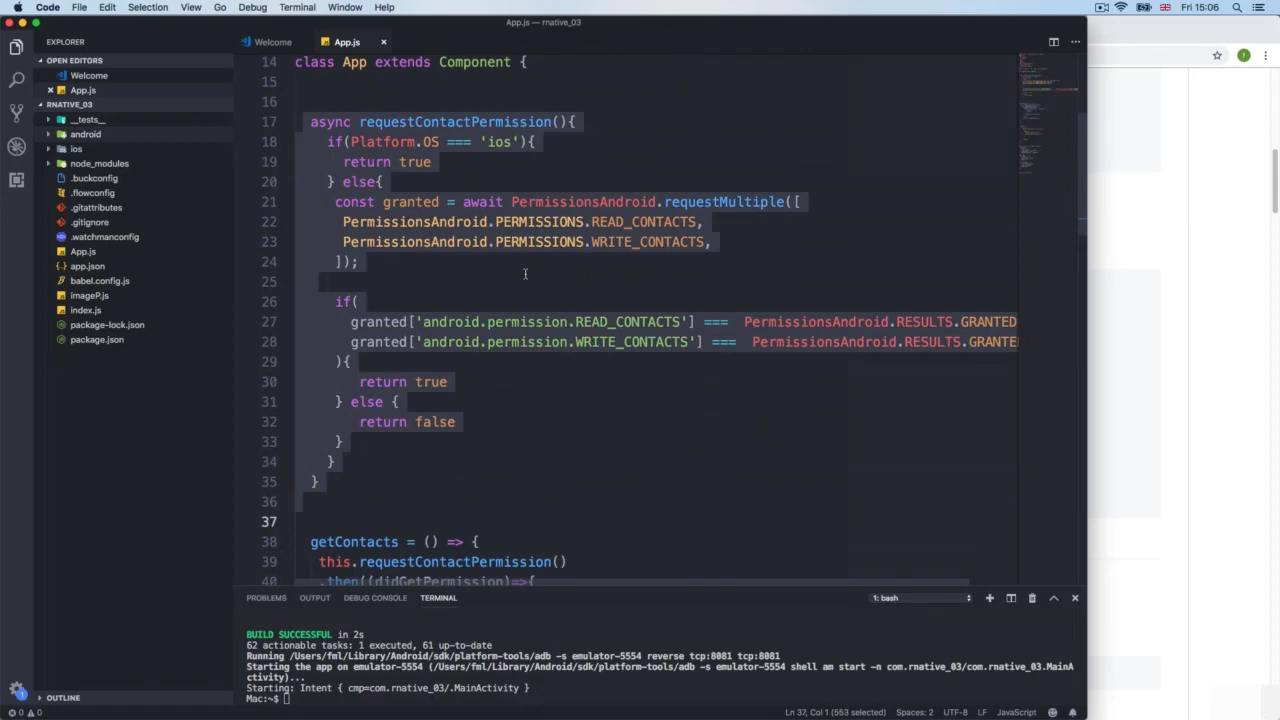 Code File Edit Selection View Go Debug Terminal Window Help Fri 15:06
App.js — rnative_03
EXPLORER
OPEN EDITORS
Welcome
App.js
RNATIVE_03
__tests__
android
ios
node_modules
.buckconfig
.flowconfig
.gitattributes
.gitignore
.watchmanconfig
App.js
app.json
babel.config.js
imageP.js
index.js
package-lock.json
package.json
OUTLINE
Welcome App.js
14 class App extends Component {
15
16
17 async requestContactPermission(){
18 if(Platform.OS === 'ios'){
19 return true
20 } else{
21 const granted = await PermissionsAndroid.requestMultiple([
22 PermissionsAndroid.PERMISSIONS.READ_CONTACTS,
23 PermissionsAndroid.PERMISSIONS.WRITE_CONTACTS,
24 ]);
25
26 if(
27 granted['android.permission.READ_CONTACTS'] === PermissionsAndroid.RESULTS.GRANTED
28 granted['android.permission.WRITE_CONTACTS'] === PermissionsAndroid.RESULTS.GRANTE
29 ){
30 return true
31 } else {
32 return false
33 }
34 }
35 }
36
37
38 getContacts = () => {
39 this.requestContactPermission()
40 .then((didGetPermission)=>{
PROBLEMS OUTPUT DEBUG CONSOLE TERMINAL 1: bash
BUILD SUCCESSFUL in 2s
62 actionable tasks: 1 executed, 61 up-to-date
Running /Users/fml/Library/Android/sdk/platform-tools/adb -s emulator-5554 reverse tcp:8081 tcp:8081
Starting the app on emulator-5554 (/Users/fml/Library/Android/sdk/platform-tools/adb -s emulator-5554 shell am start -n com.rnative_03/com.rnative_03.MainA
ctivity)...
Starting: Intent { cmp=com.rnative_03/.MainActivity }
Mac:~$
1
0 0 Ln 37, Col 1 (553 selected) Spaces: 2 UTF-8 LF JavaScript